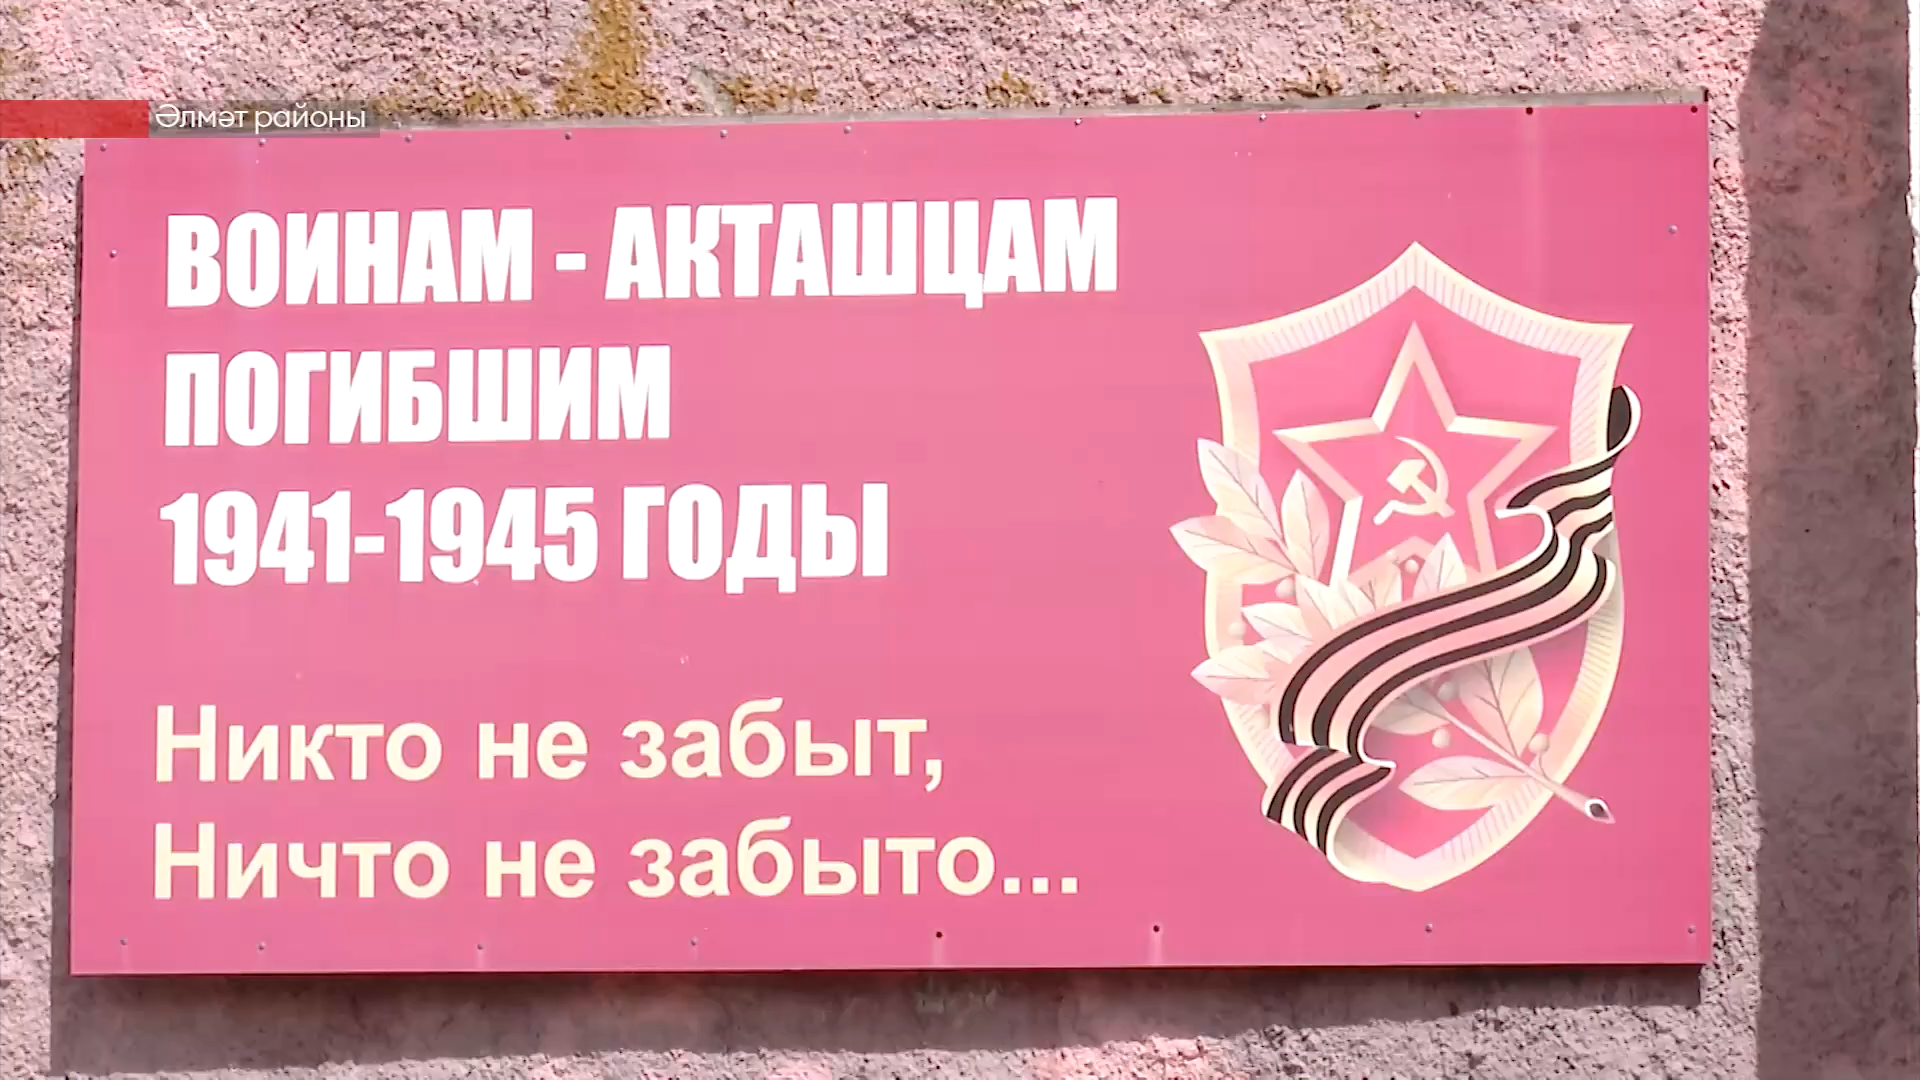 Әлмәт районы
ВОИНАМ - АКТАШЦАМ
ПОГИБШИМ
1941-1945 ГОДЫ
Никто не забыт,
Ничто не забыто...